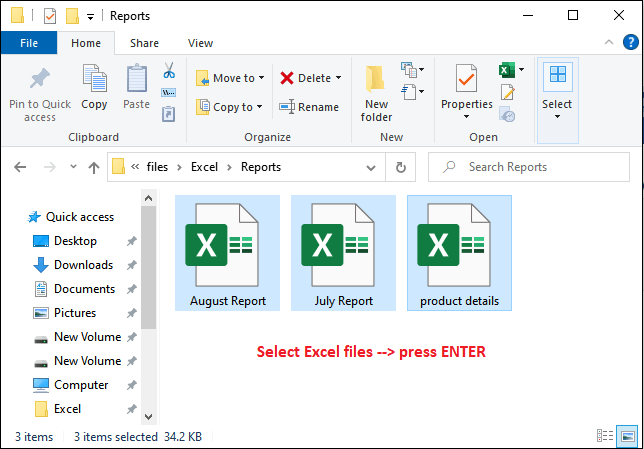 Reports
File Home Share View
Pin to Quick access
Copy
Paste
Clipboard
Move to
Copy to
Delete
Rename
Organize
New folder
New
Properties
Open
Select
files Excel Reports
Search Reports
Quick access
Desktop
Downloads
Documents
Pictures
New Volume
New Volume
Computer
Excel
August Report
July Report
product details
Select Excel files --> press ENTER
3 items 3 items selected 34.2 KB